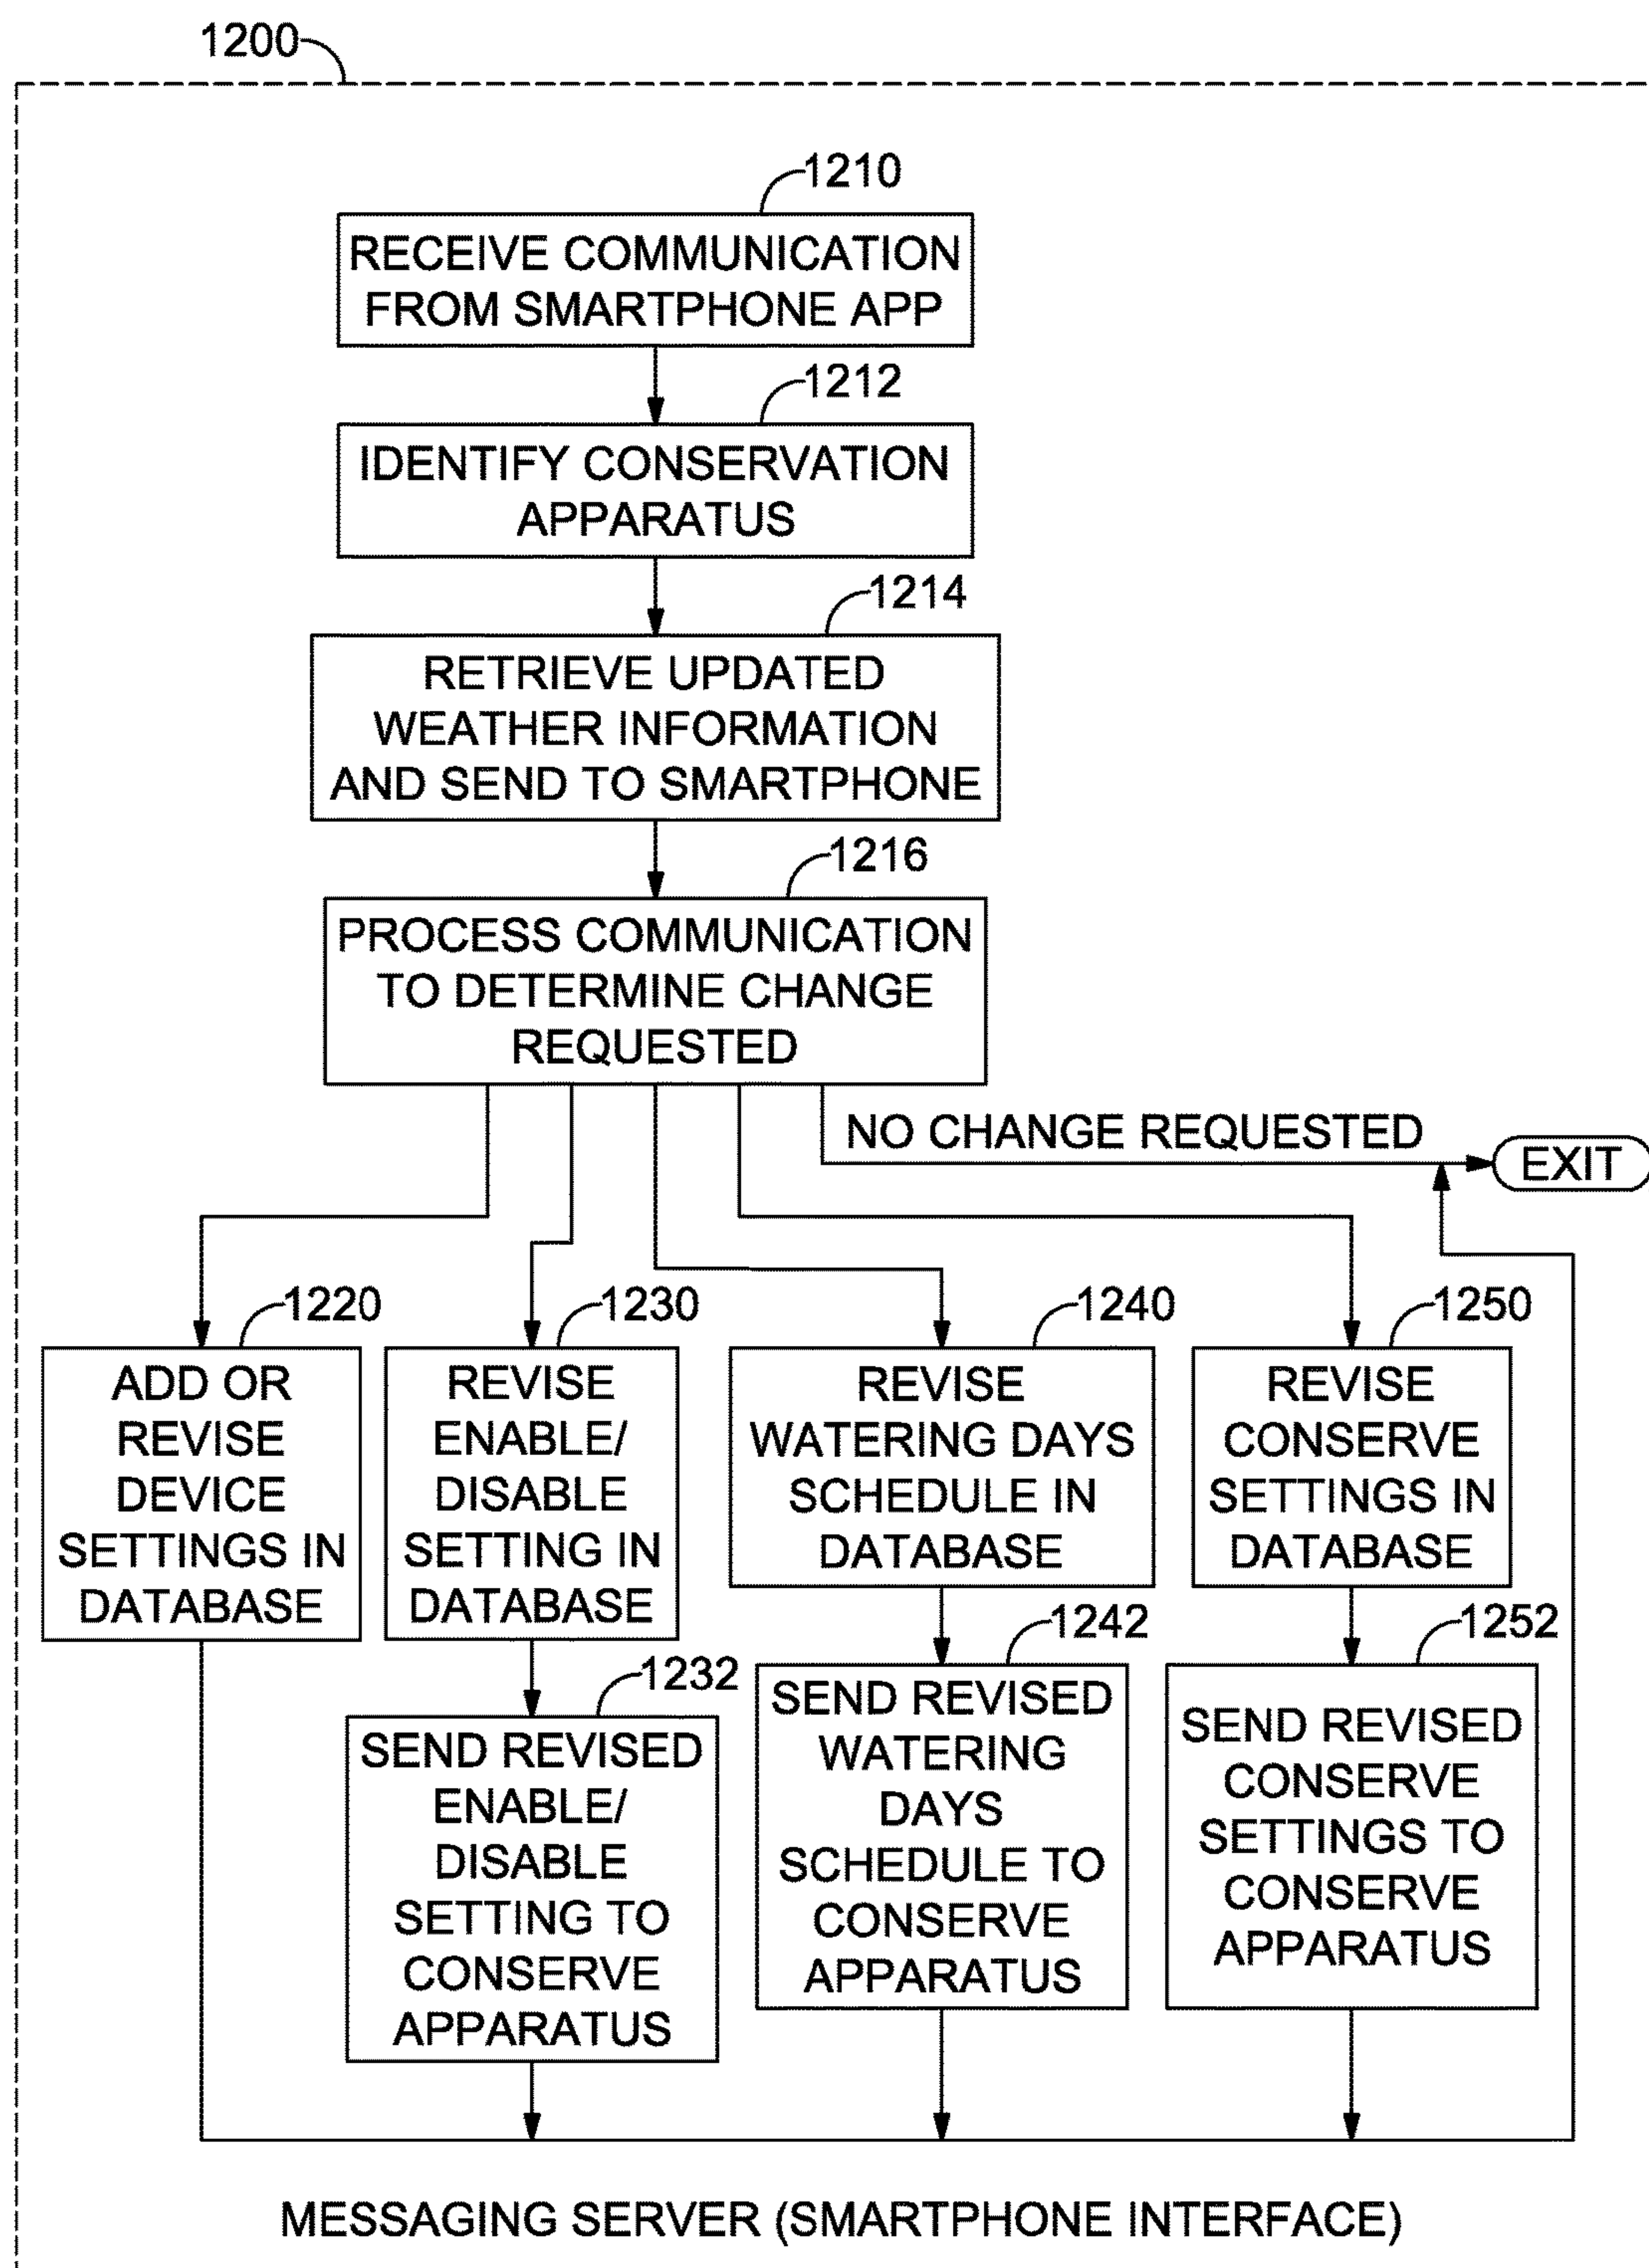 1200
1210
RECEIVE COMMUNICATION
FROM SMARTPHONE APP
1212
IDENTIFY CONSERVATION
APPARATUS
1214
RETRIEVE UPDATED
WEATHER INFORMATION
AND SEND TO SMARTPHONE
1216
PROCESS COMMUNICATION
TO DETERMINE CHANGE
REQUESTED
NO CHANGE REQUESTED
EXIT
1220
ADD OR
REVISE
DEVICE
SETTINGS IN
DATABASE
1230
REVISE
ENABLE/
DISABLE
SETTING IN
DATABASE
1232
SEND REVISED
ENABLE/
DISABLE
SETTING TO
CONSERVE
APPARATUS
1240
REVISE
WATERING DAYS
SCHEDULE IN
DATABASE
1242
SEND REVISED
WATERING
DAYS
SCHEDULE TO
CONSERVE
APPARATUS
1250
REVISE
CONSERVE
SETTINGS IN
DATABASE
1252
SEND REVISED
CONSERVE
SETTINGS TO
CONSERVE
APPARATUS
MESSAGING SERVER (SMARTPHONE INTERFACE)